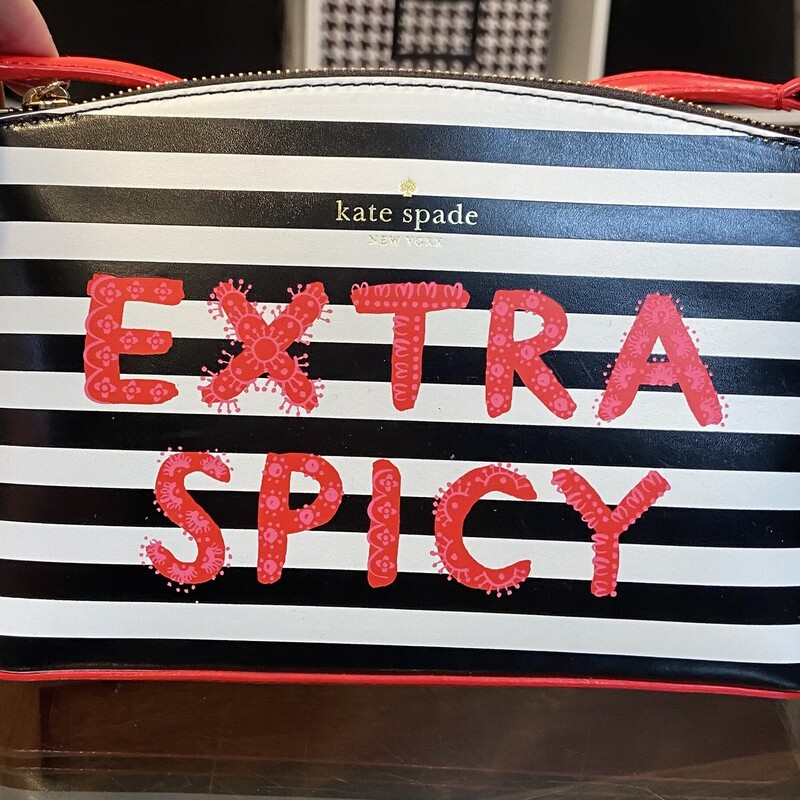 kate spade
NEW YORK
EXTRA
SPICY